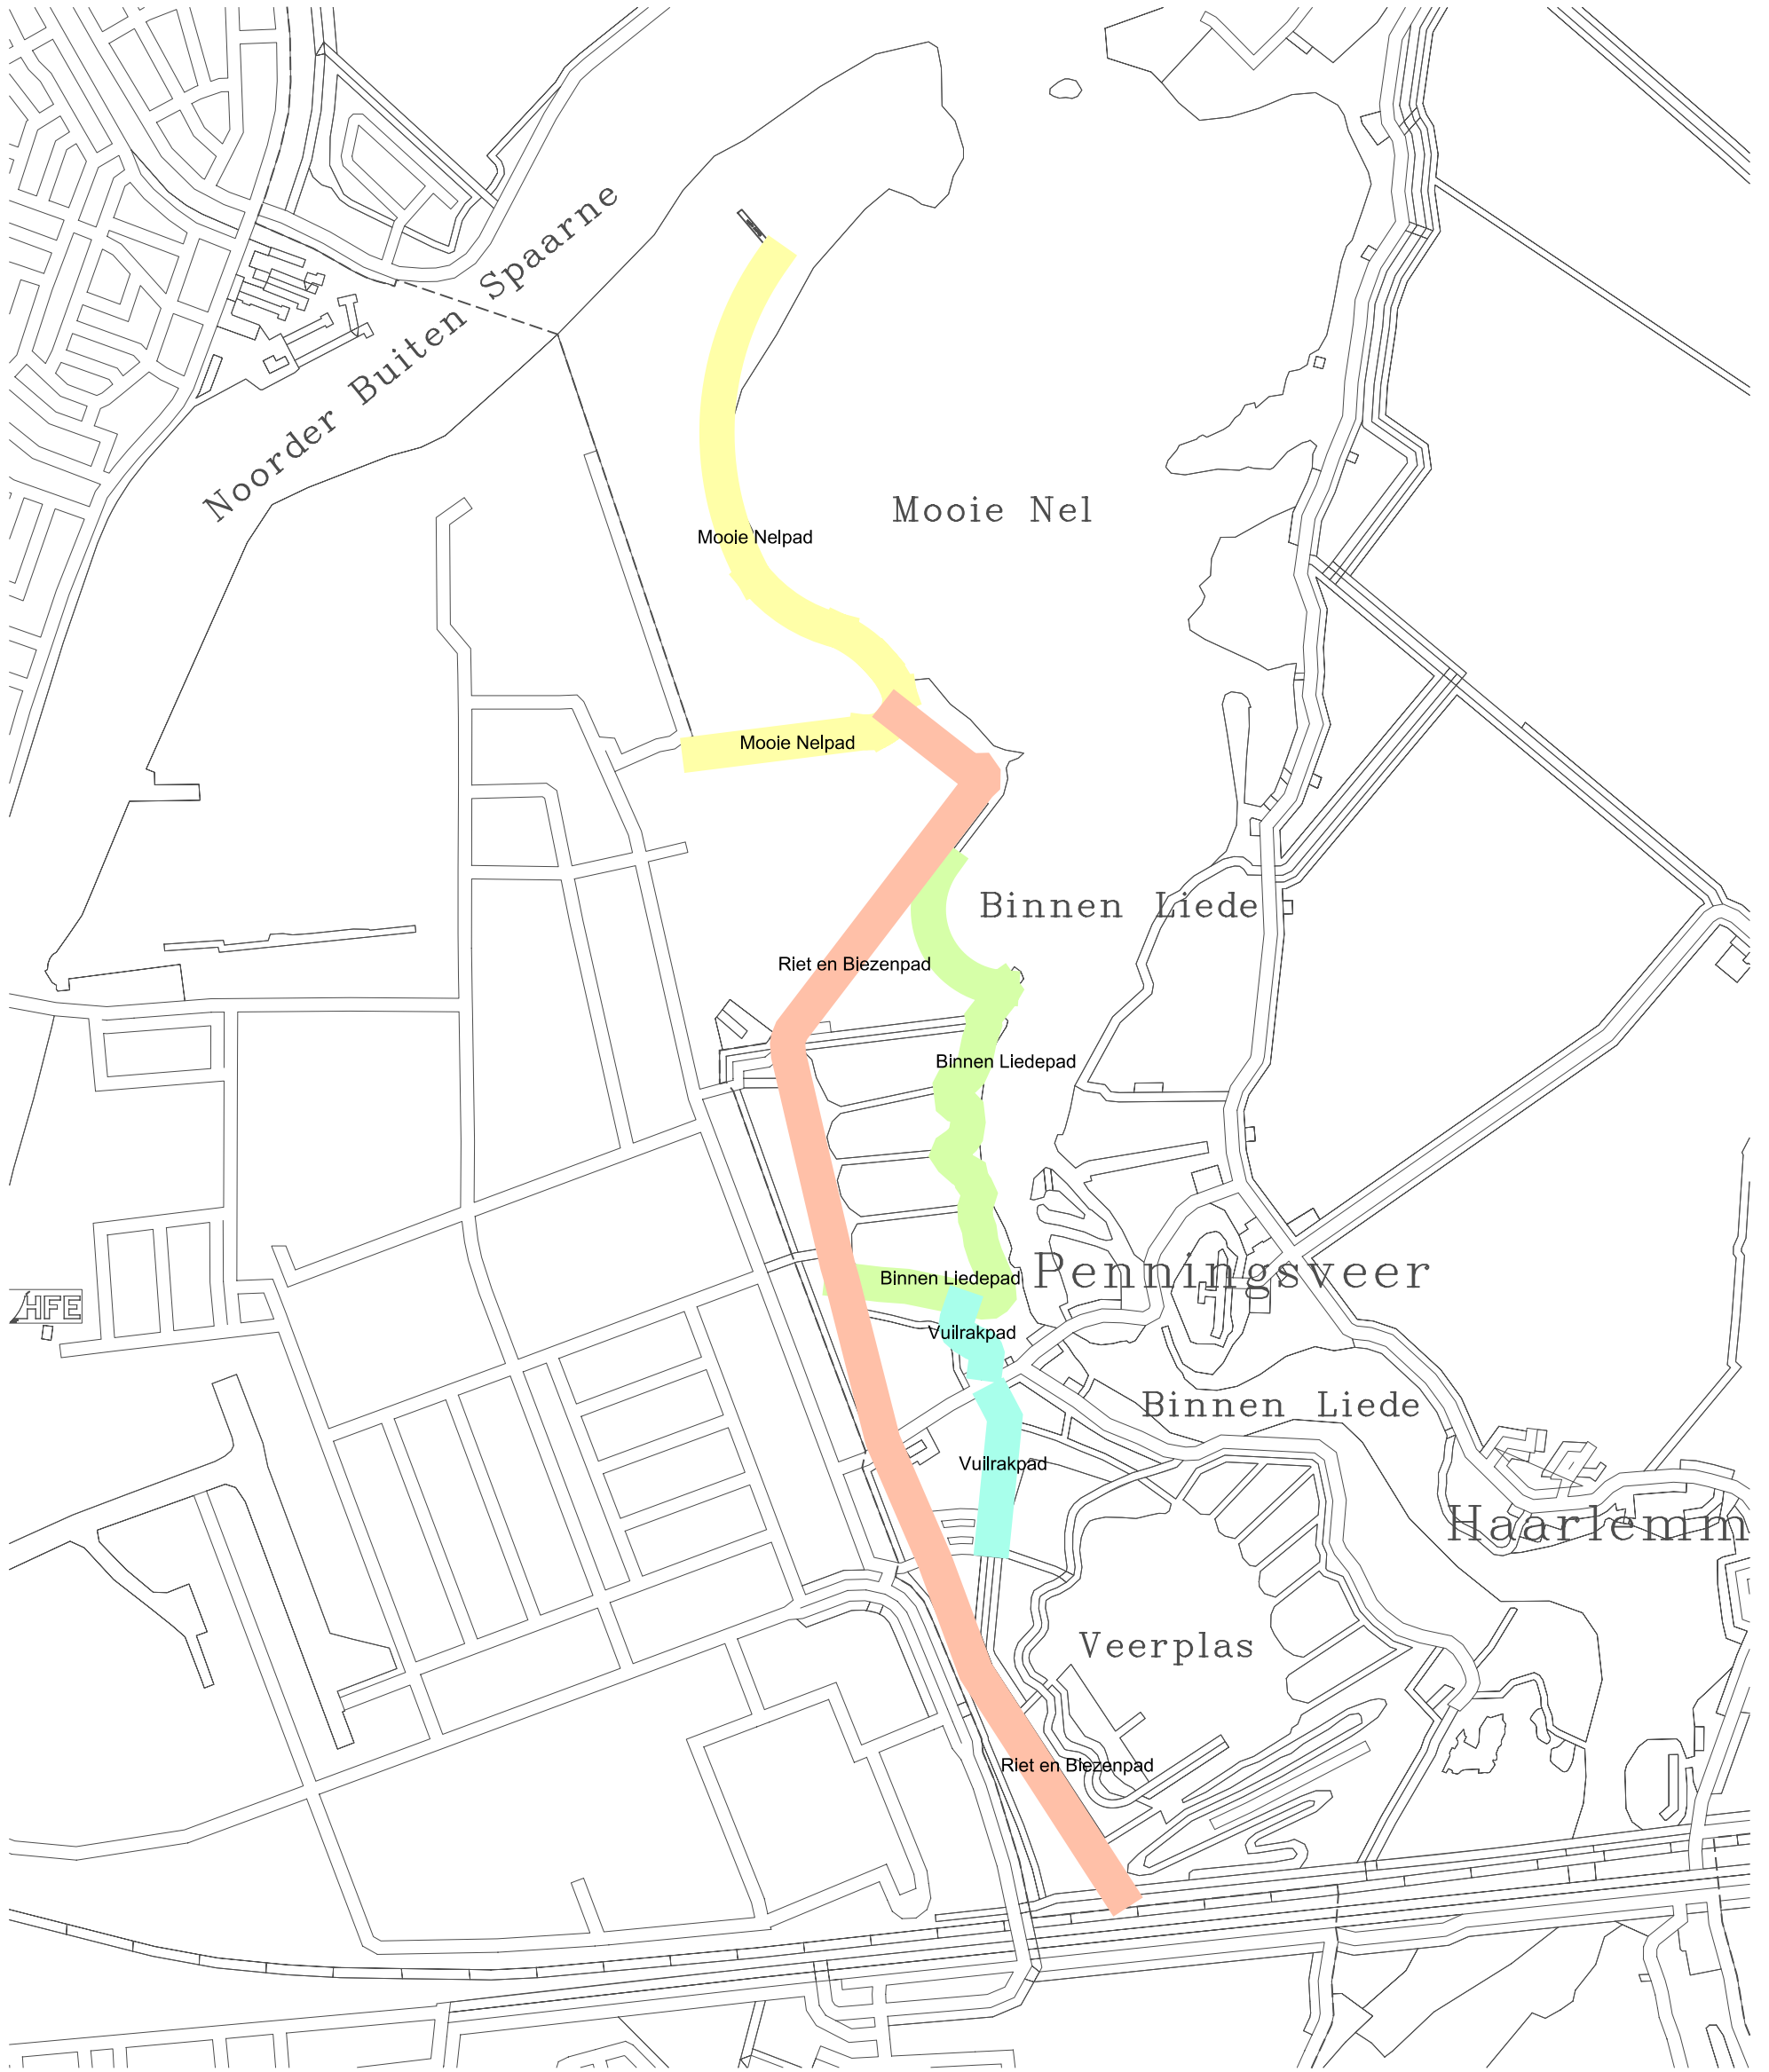 Noorder Buiten Spaarne
Mooie Nel
Mooie Nelpad
Mooie Nelpad
Binnen Liede
Riet en Biezenpad
Binnen Liedepad
Penningsveer
Binnen Liedepad
HFE
Vuilrakpad
Binnen Liede
Vuilrakpad
Haarlemm
Veerplas
Riet en Biezenpad